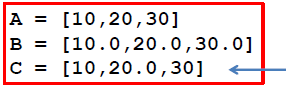 A = [10,20,30]
B = [10.0,20.0,30.0]
C = [10,20.0,30]